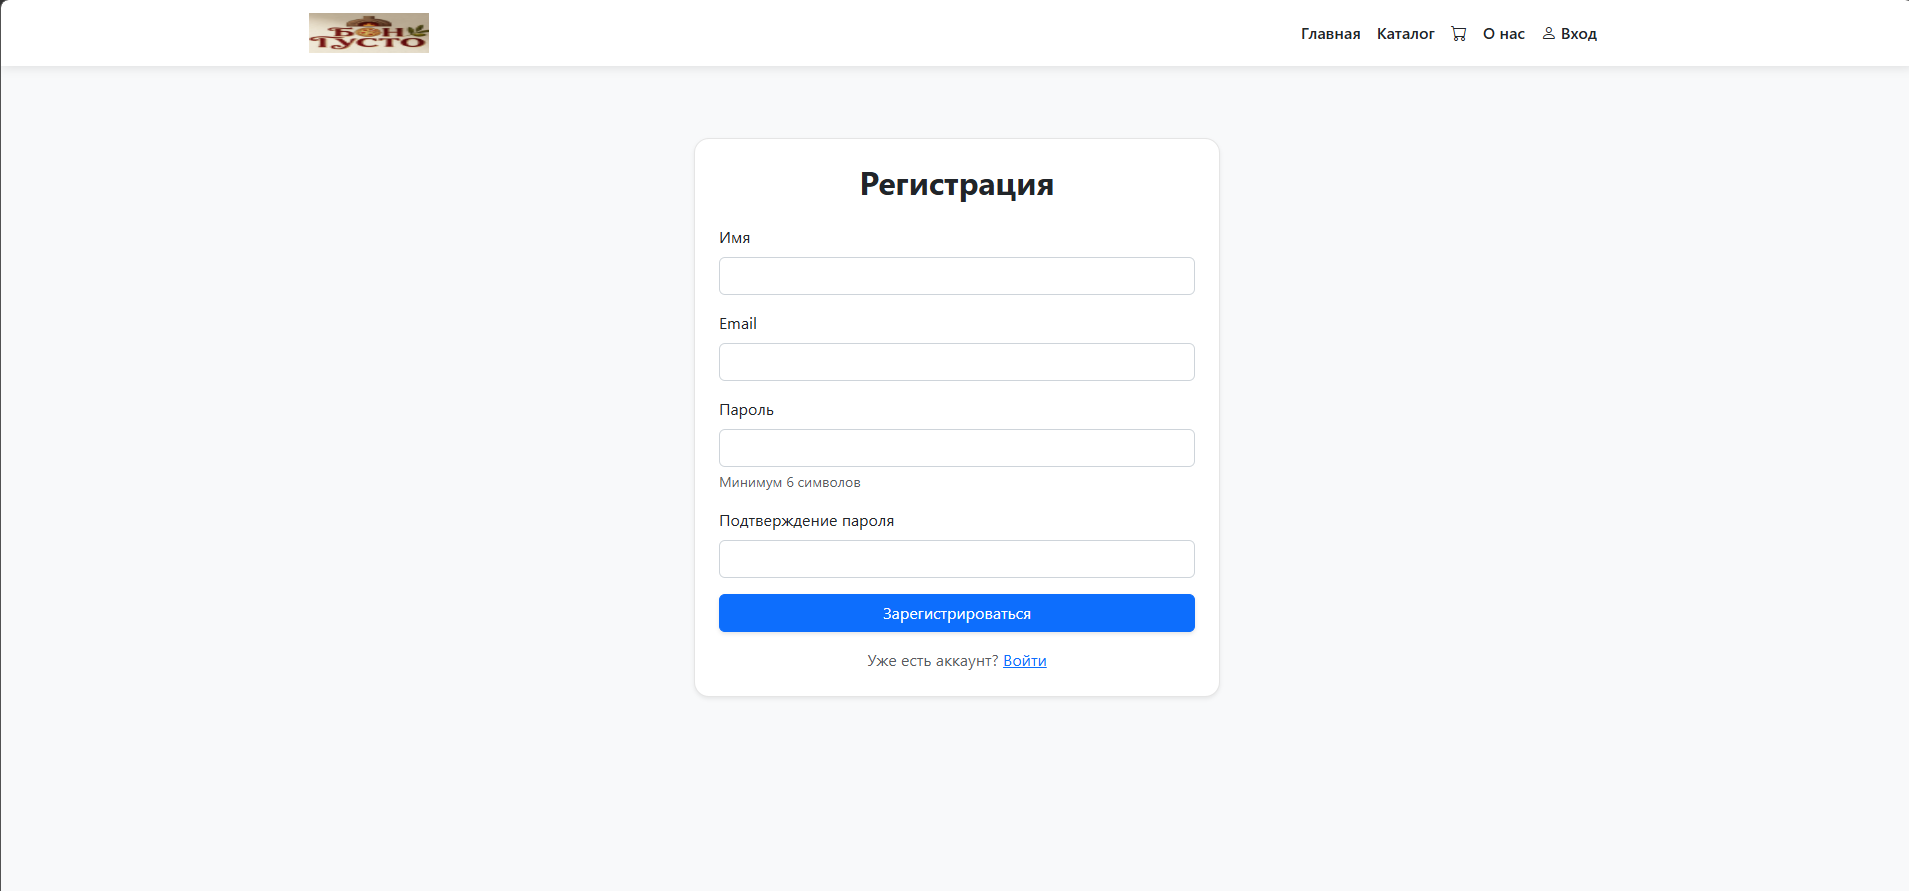 БОН
ГУСТО
Главная Каталог О нас Вход
Регистрация
Имя
Email
Пароль
Минимум 6 символов
Подтверждение пароля
Зарегистрироваться
Уже есть аккаунт? Войти